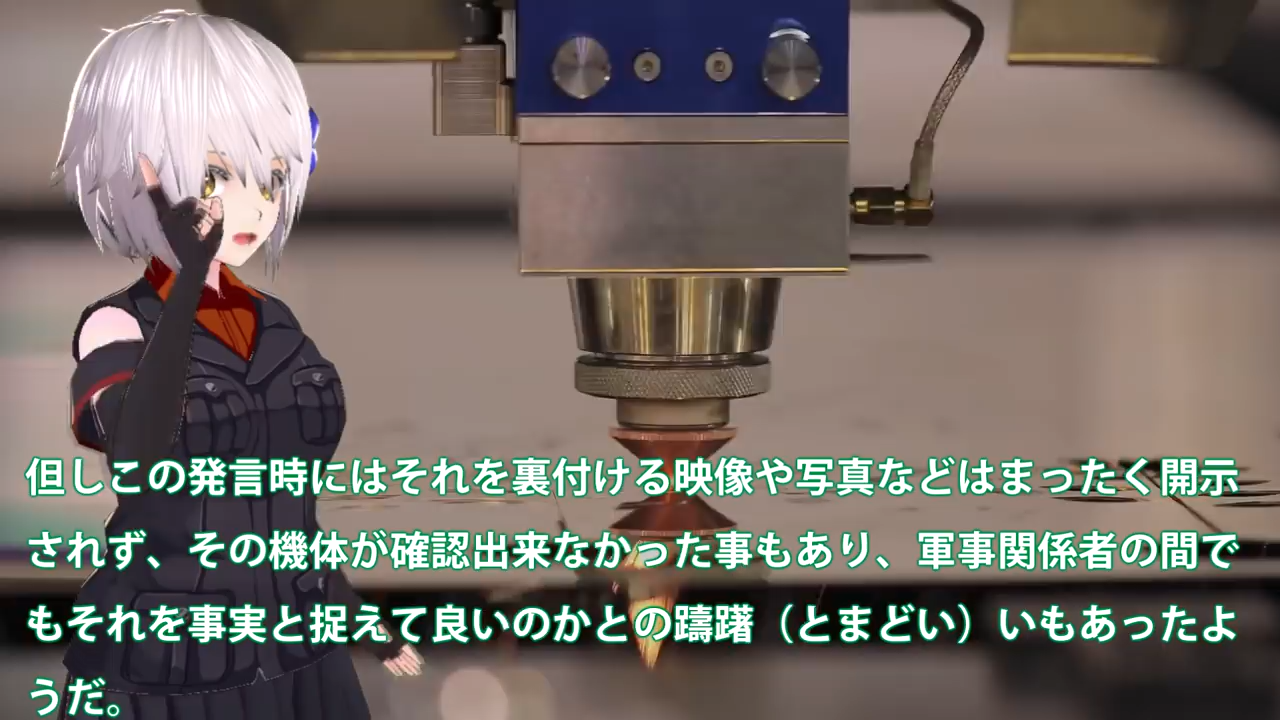 但しこの発言時にはそれを裏付ける映像や写真などはまったく開示
されず、その機体が確認出来なかった事もあり、軍事関係者の間で
もそれを事実と捉えて良いのかとの躊躇（とまどい）いもあったよ
うだ。